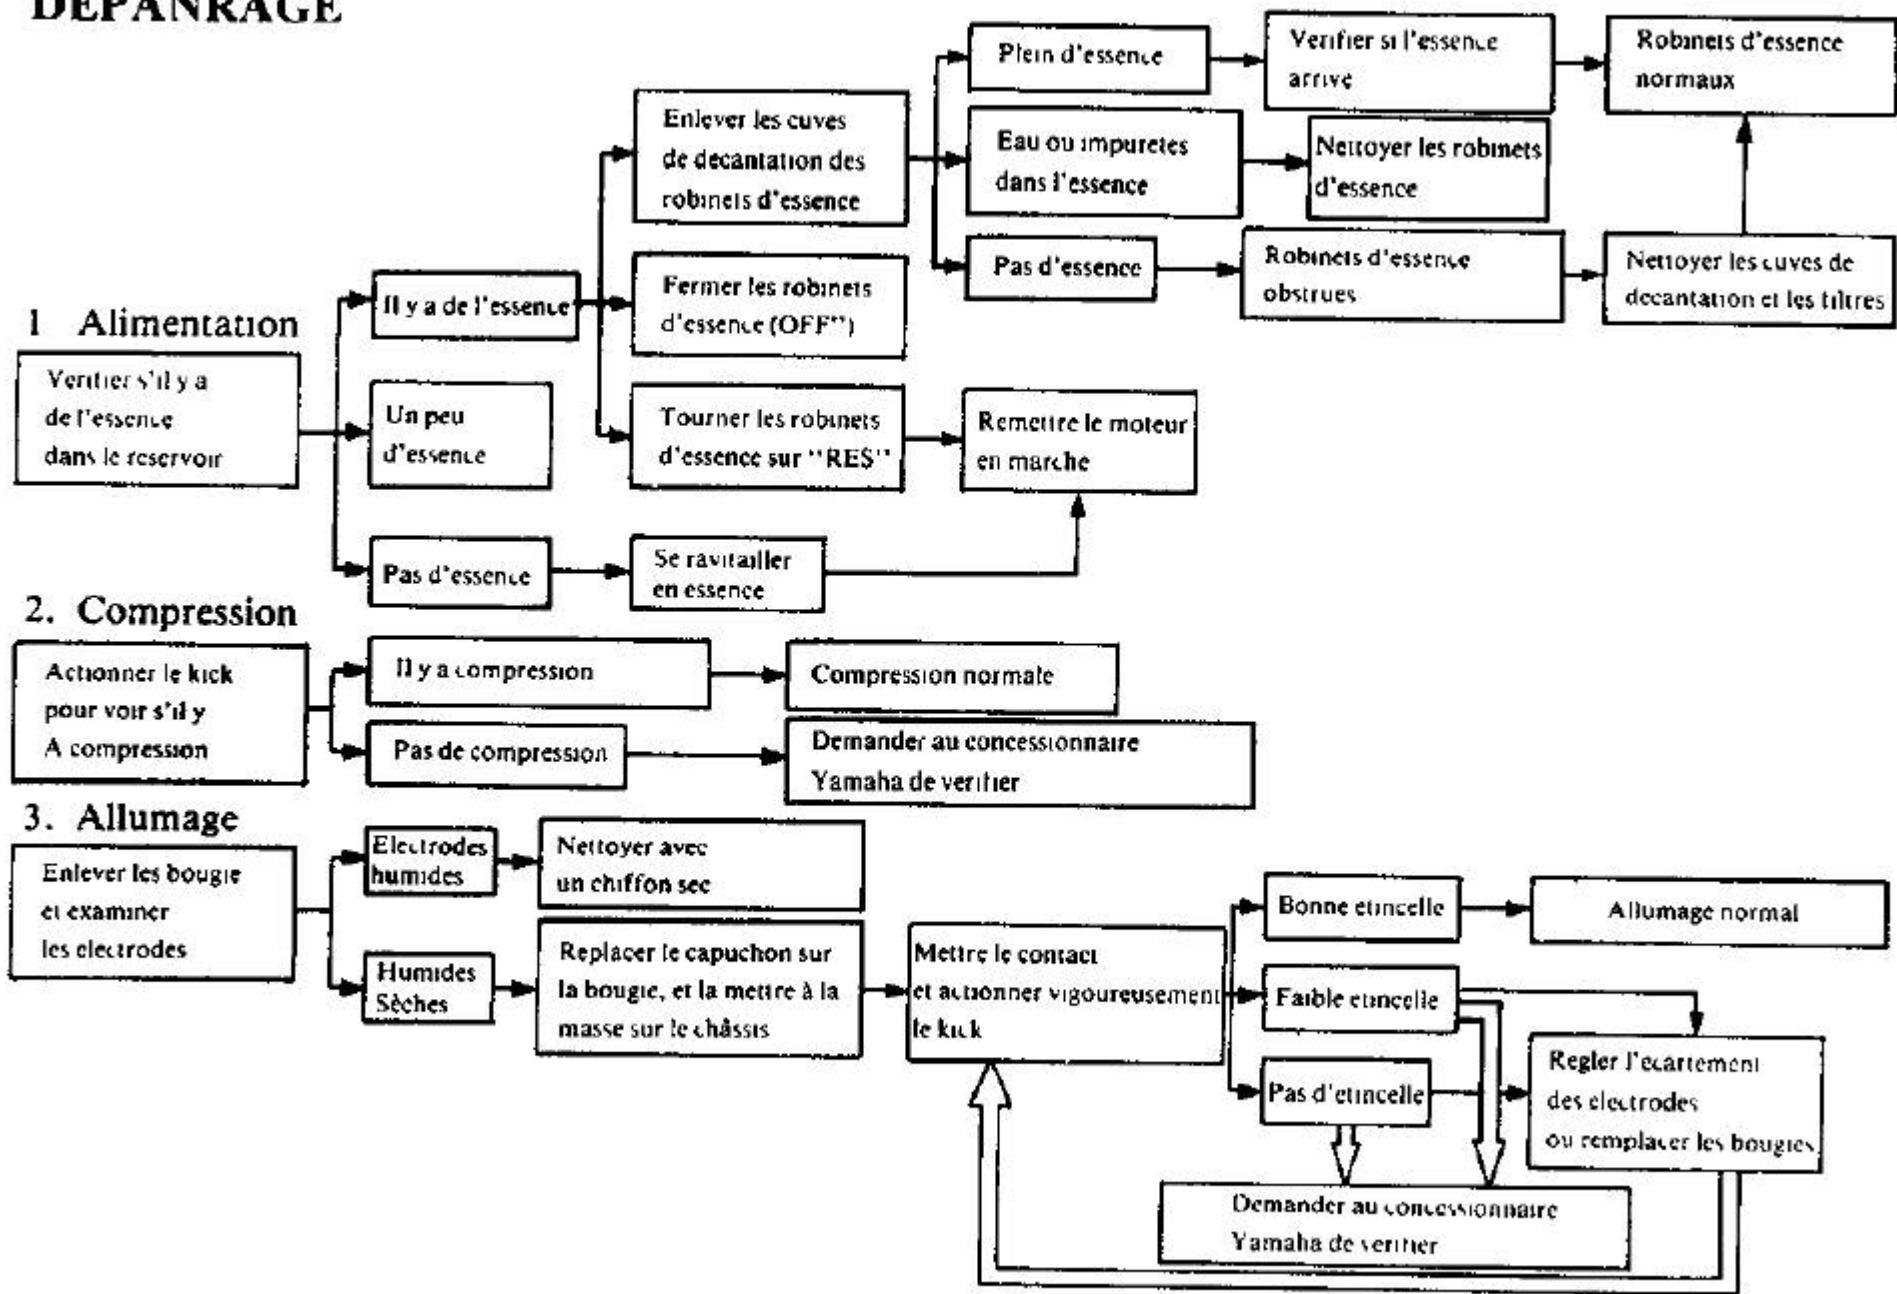 DEPANRAGE
Plein d'essence
Verifier si l'essence
arrive
Robinets d'essence
normaux
Enlever les cuves
de decantation des
robinets d'essence
Eau ou impuretes
dans l'essence
Nettoyer les robinets
d'essence
Pas d'essence
Robinets d'essence
obstrues
Nettoyer les cuves de
decantation et les filtres
Il y a de l'essence
Fermer les robinets
d'essence (OFF")
1 Alimentation
Verifier s'il y a
de l'essence
dans le reservoir
Un peu
d'essence
Tourner les robinets
d'essence sur "RES"
Remettre le moteur
en marche
Pas d'essence
Se ravitailler
en essence
2. Compression
Actionner le kick
pour voir s'il y
A compression
Il y a compression
Compression normale
Pas de compression
Demander au concessionnaire
Yamaha de verifier
3. Allumage
Enlever les bougie
et examiner
les electrodes
Electrodes
humides
Nettoyer avec
un chiffon sec
Humides
Sèches
Replacer le capuchon sur
la bougie, et la mettre à la
masse sur le châssis
Mettre le contact
et actionner vigoureusement
le kick
Bonne etincelle
Allumage normal
Faible etincelle
Pas d'etincelle
Regler l'ecartement
des electrodes
ou remplacer les bougies
Demander au concessionnaire
Yamaha de verifier